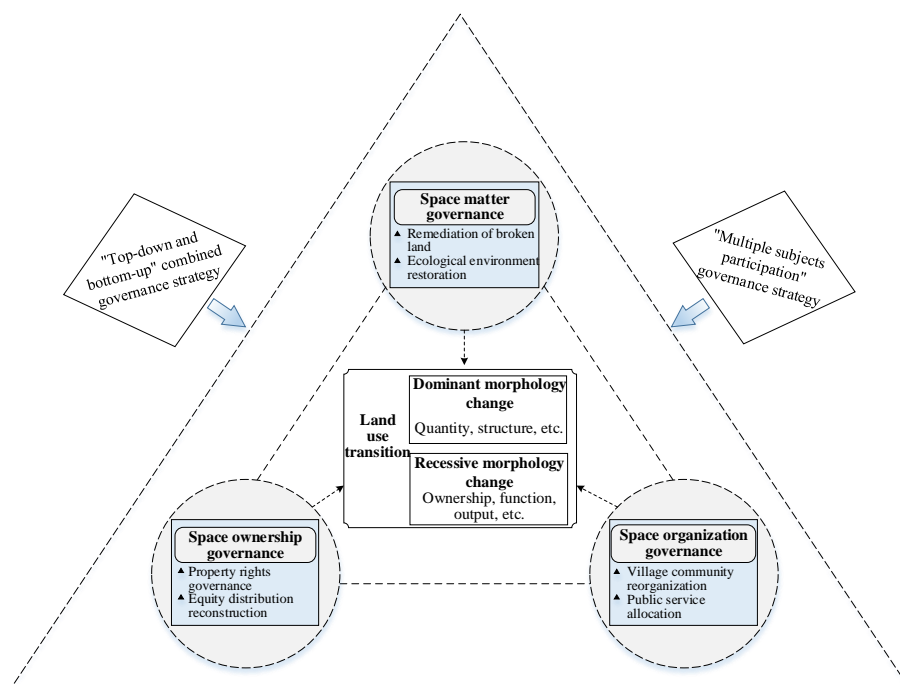 Space matter
governance
▲ Remediation of broken
land
▲ Ecological environment
restoration
"Top-down and
bottom-up" combined
governance strategy
"Multiple subjects
participation"
governance strategy
Land
use
transition
Dominant morphology
change
Quantity, structure, etc.
Recessive morphology
change
Ownership, function,
output, etc.
Space ownership
governance
▲ Property rights
governance
▲ Equity distribution
reconstruction
Space organization
governance
▲ Village community
reorganization
▲ Public service
allocation